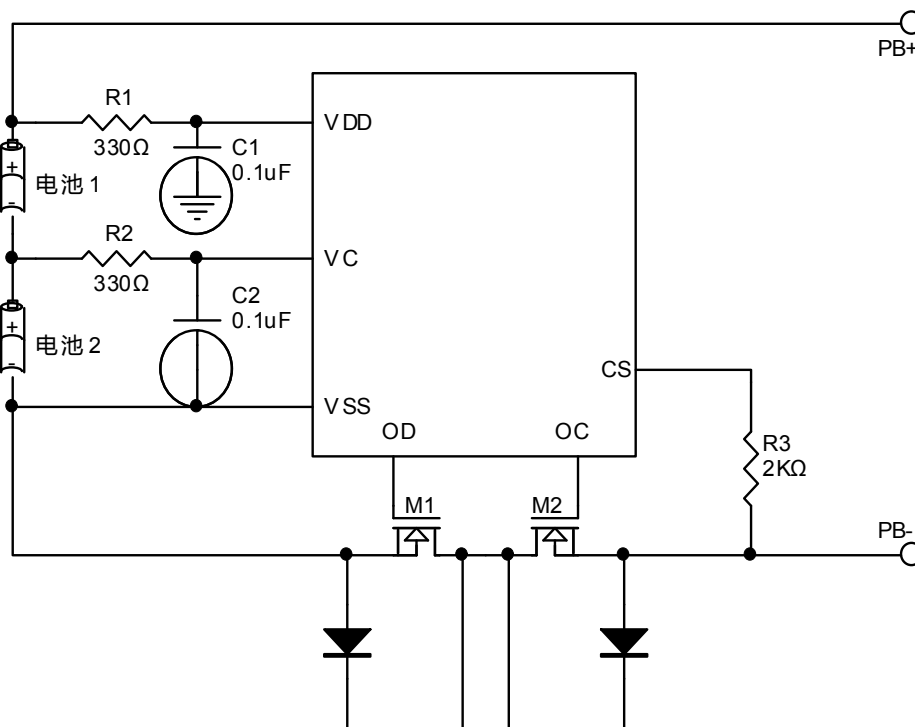 PB+
R1
330Ω
VDD
C1
0.1uF
+
-
电池 1
R2
330Ω
VC
C2
0.1uF
+
-
电池 2
CS
VSS
OD
OC
R3
2KΩ
M1
M2
PB-